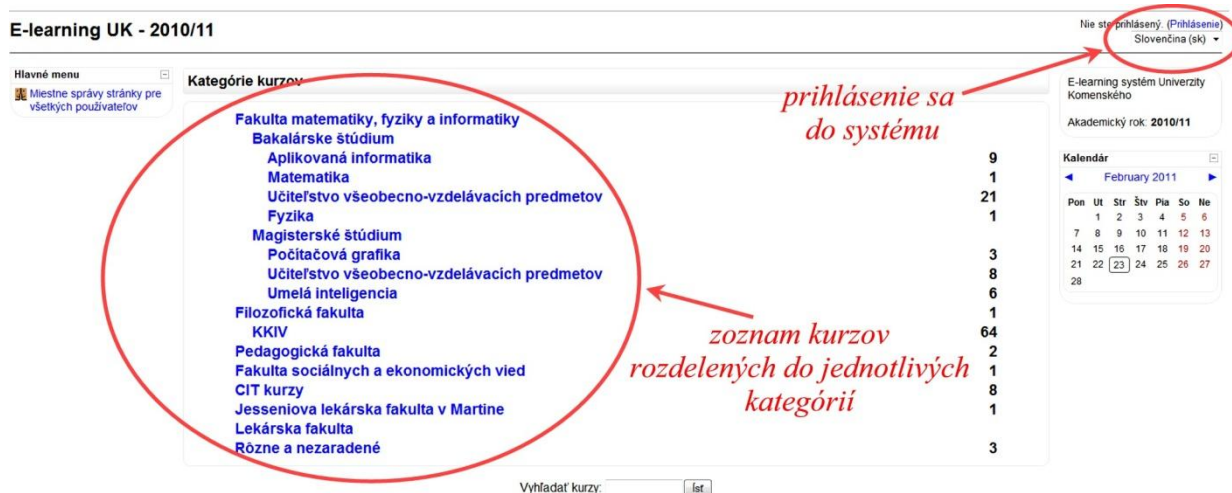 E-learning UK - 2010/11
Nie ste prihlásený. (Prihlásenie)
Slovenčina (sk)
Hlavné menu
Miestne správy stránky pre
všetkých používateľov
Kategórie kurzov
Fakulta matematiky, fyziky a informatiky
Bakalárske štúdium
Aplikovaná informatika 9
Matematika 1
Učiteľstvo všeobecno-vzdelávacích predmetov 21
Fyzika 1
Magisterské štúdium
Počítačová grafika 3
Učiteľstvo všeobecno-vzdelávacích predmetov 8
Umelá inteligencia 6
Filozofická fakulta 1
KKIV 64
Pedagogická fakulta 2
Fakulta sociálnych a ekonomických vied 1
CIT kurzy 8
Jesseniova lekárska fakulta v Martine 1
Lekárska fakulta
Rôzne a nezaradené 3
Vyhľadať kurzy: Ísť
prihlásenie sa
do systému
zoznam kurzov
rozdelených do jednotlivých
kategórií
E-learning systém Univerzity
Komenského
Akademický rok: 2010/11
Kalendár
February 2011
Pon Ut Str Štv Pia So Ne
1 2 3 4 5 6
7 8 9 10 11 12 13
14 15 16 17 18 19 20
21 22 23 24 25 26 27
28